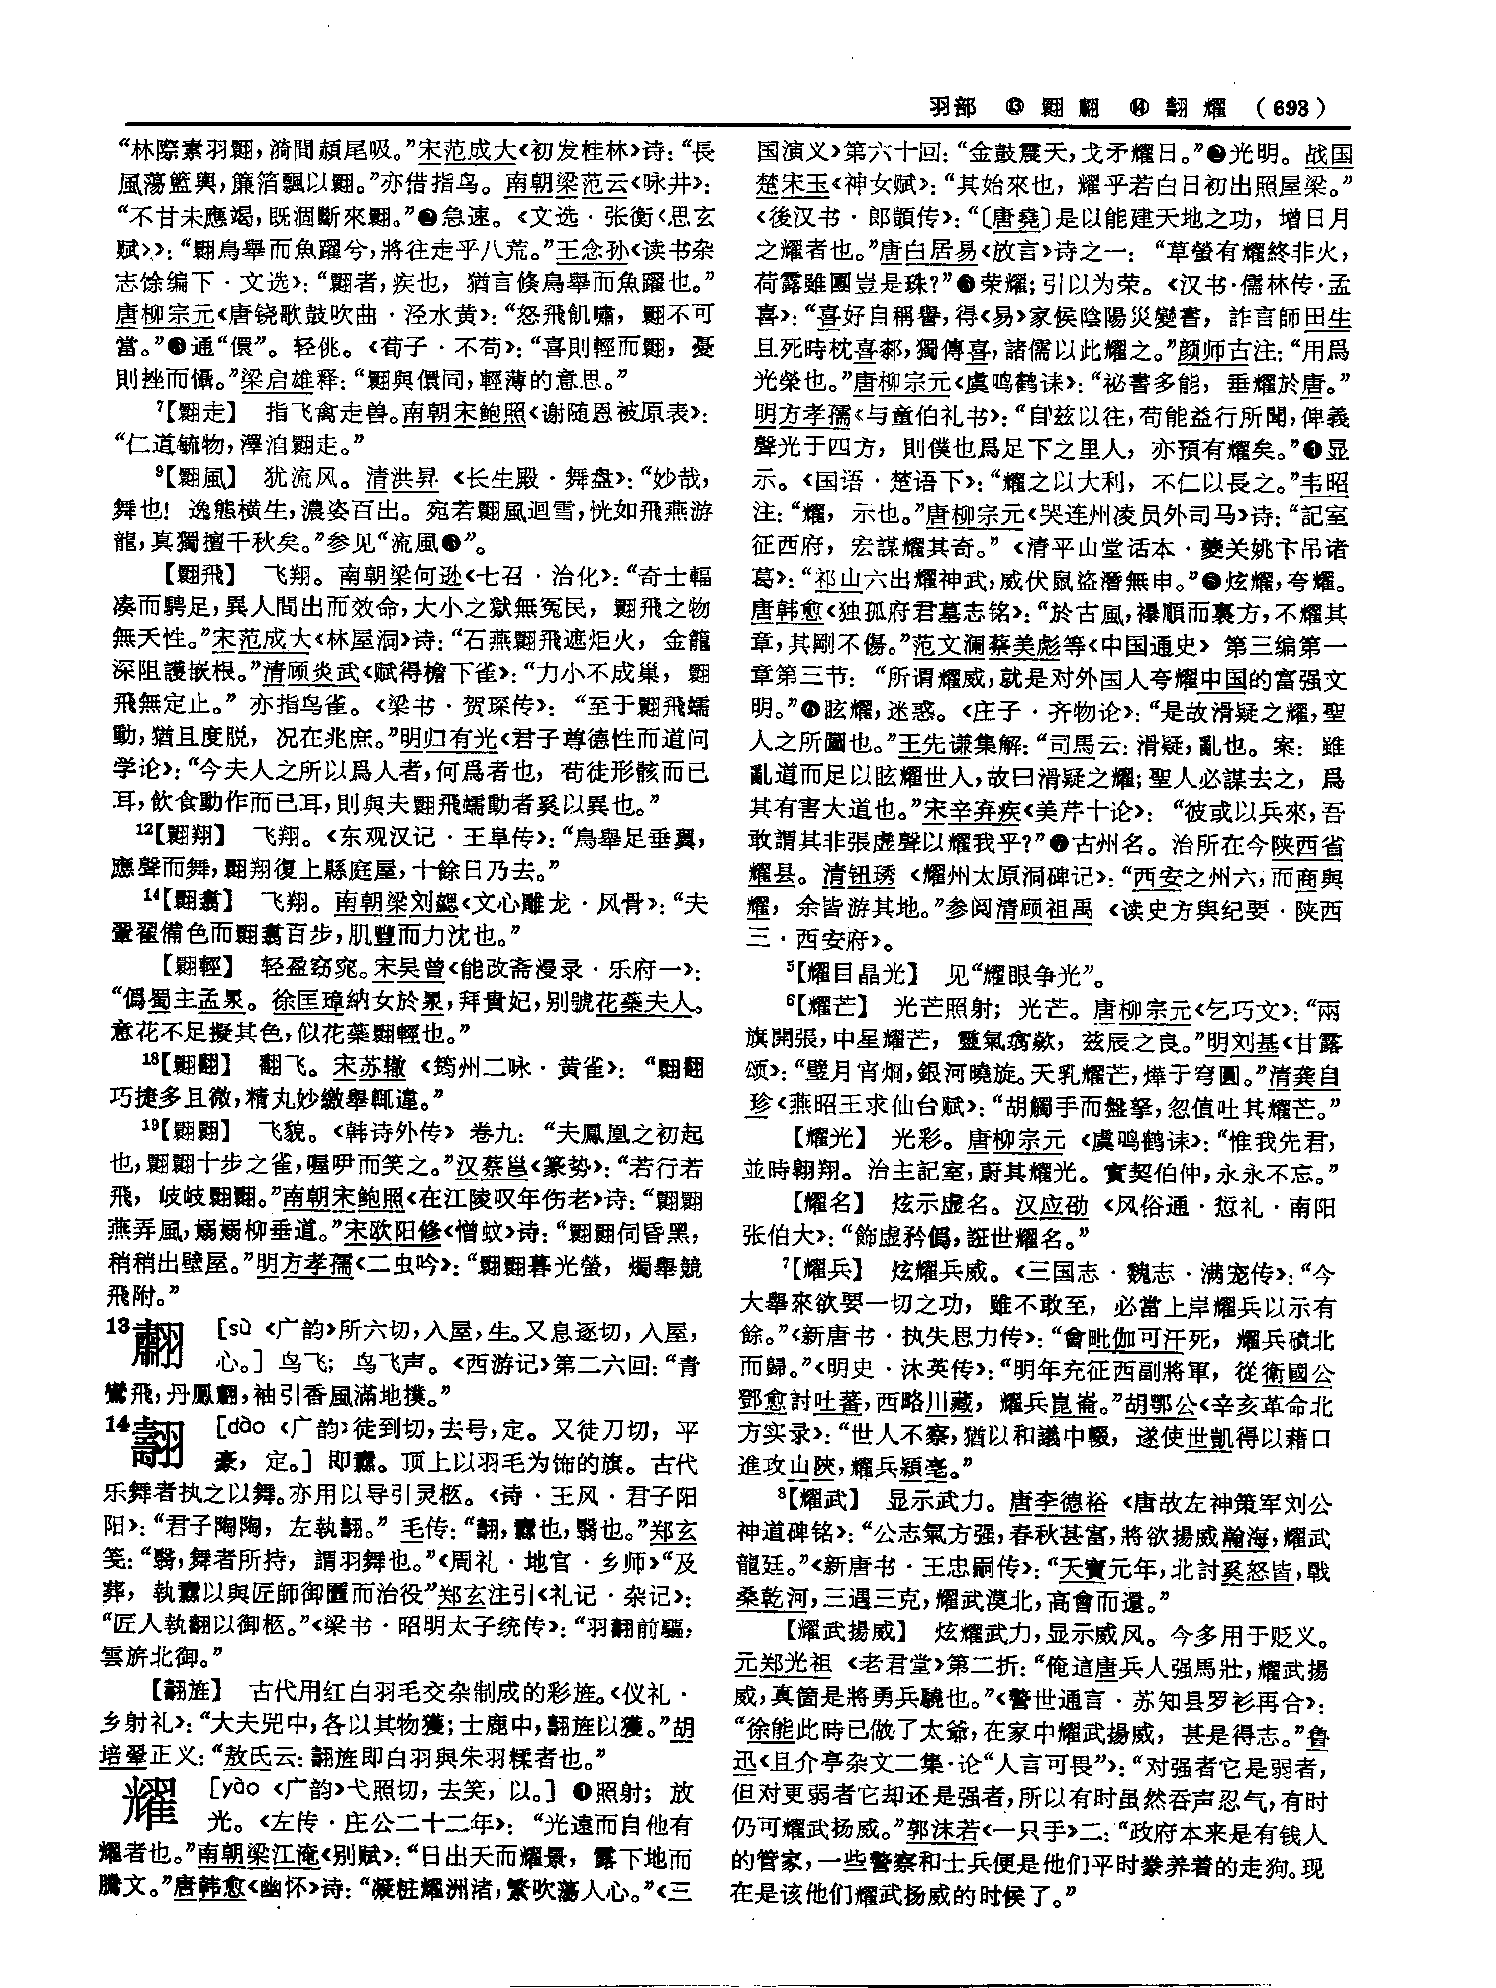 羽部 ⑬ 翾 翽 ⑭ 翿 耀 (693)
“林際素羽翾,漪間赬尾吸。”宋范成大《初发桂林》诗:“長
風蕩籃輿,簾箔飄以翾。”亦借指鸟。南朝梁范云《咏井》:
“不甘未應竭,既涸斷來翾。”❷急速。《文选·张衡〈思玄
赋〉》:“翾鳥舉而魚躍兮,將往走乎八荒。”王念孙《读书杂
志馀编下·文选》:“翾者,疾也,猶言倏鳥舉而魚躍也。”
唐柳宗元《唐铙歌鼓吹曲·泾水黄》:“怒飛飢嘯,翾不可
當。”❸通“儇”。轻佻。《荀子·不苟》:“喜則輕而翾,憂
則挫而懾。”梁启雄释:“翾與儇同,輕薄的意思。”
7【翾走】 指飞禽走兽。南朝宋鲍照《谢随恩被原表》:
“仁道毓物,澤洎翾走。”
9【翾風】 犹流风。清洪昇《长生殿·舞盘》:“妙哉,
舞也! 逸態横生,濃姿百出。宛若翾風迴雪,恍如飛燕游
龍,真獨擅千秋矣。”参见“流風❸”。
【翾飛】 飞翔。南朝梁何逊《七召·治化》:“奇士輻
凑而騁足,異人間出而效命,大小之獄無冤民,翾飛之物
無夭性。”宋范成大《林屋洞》诗:“石燕翾飛遮炬火,金龍
深阻護嵌根。”清顾炎武《赋得檐下雀》:“力小不成巢,翾
飛無定止。”亦指鸟雀。《梁书·贺琛传》:“至于翾飛蠕
動,猶且度脱,况在兆庶。”明归有光《君子尊德性而道问
学论》:“今夫人之所以爲人者,何爲者也,苟徒形骸而已
耳,飲食動作而已耳,則與夫翾飛蠕動者奚以異也。”
12【翾翔】 飞翔。《东观汉记·王阜传》:“鳥舉足垂翼,
應聲而舞,翾翔復上縣庭屋,十餘日乃去。”
14【翾翥】 飞翔。南朝梁刘勰《文心雕龙·风骨》:“夫
翬翟備色而翾翥百步,肌豐而力沈也。”
【翾輕】 轻盈窈窕。宋吴曾《能改斋漫录·乐府一》:
“僞蜀主孟昶。徐匡璋納女於昶,拜貴妃,别號花蘂夫人。
意花不足擬其色,似花蘂翾輕也。”
18【翾翻】 翻飞。宋苏辙《筠州二咏·黄雀》:“翾翻
巧捷多且微,精丸妙繳舉輒違。”
19【翾翾】 飞貌。《韩诗外传》卷九:“夫鳳凰之初起
也,翾翾十步之雀,喔咿而笑之。”汉蔡邕《篆势》:“若行若
飛,岐岐翾翾。”南朝宋鲍照《在江陵叹年伤老》诗:“翾翾
燕弄風,嫋嫋柳垂道。”宋欧阳修《憎蚊》诗:“翾翾伺昏黑,
稍稍出壁屋。”明方孝孺《二虫吟》:“翾翾暮光螢,燭舉競
飛附。”
13 [sù 《广韵》所六切,入屋,生。又息逐切,入屋,
心。] 鸟飞; 鸟飞声。《西游记》第二六回:“青
鸞飛,丹鳳翿,袖引香風滿地撲。”
14翿 [dào 《广韵》徒到切,去号,定。又徒刀切,平
豪,定。] 即纛。顶上以羽毛为饰的旗。古代
乐舞者执之以舞。亦用以导引灵柩。《诗·王风·君子阳
阳》:“君子陶陶,左執翿。”毛传:“翿,纛也,翳也。”郑玄
笺:“翳,舞者所持,謂羽舞也。”《周礼·地官·乡师》“及
葬,執纛以與匠師御匶而治役”郑玄注引《礼记·杂记》:
“匠人執翿以御柩。”《梁书·昭明太子统传》:“羽翿前驅,
雲旂北御。”
【翿旌】 古代用红白羽毛交杂制成的彩旌。《仪礼·
乡射礼》:“大夫兕中,各以其物獲;士鹿中,翿旌以獲。”胡
培翬正义:“敖氏云:翿旌即白羽與朱羽糅者也。”
耀 [yào 《广韵》弋照切,去笑,以。] ❶照射; 放
光。《左传·庄公二十二年》:“光遠而自他有
耀者也。”南朝梁江淹《别赋》:“日出天而耀景,露下地而
騰文。”唐韩愈《幽怀》诗:“凝粧耀洲渚,繁吹蕩人心。”《三
国演义》第六十回:“金鼓震天,戈矛耀日。”❷光明。战国
楚宋玉《神女赋》:“其始來也,耀乎若白日初出照屋梁。”
《後汉书·郎顗传》:“〔唐堯〕是以能建天地之功,增日月
之耀者也。”唐白居易《放言》诗之一:“草螢有耀終非火,
荷露雖團豈是珠?”❸荣耀;引以为荣。《汉书·儒林传·孟
喜》:“喜好自稱譽,得《易》家候陰陽災變書,詐言師田生
且死時枕喜䣛,獨傳喜,諸儒以此耀之。”颜师古注:“用爲
光榮也。”唐柳宗元《虞鸣鹤诔》:“祕書多能,垂耀於唐。”
明方孝孺《与童伯礼书》:“自兹以往,苟能益行所聞,俾義
聲光于四方,則僕也爲足下之里人,亦預有耀矣。”❹显
示。《国语·楚语下》:“耀之以大利,不仁以長之。”韦昭
注:“耀,示也。”唐柳宗元《哭连州凌员外司马》诗:“記室
征西府,宏謀耀其奇。”《清平山堂话本·夔关姚卞吊诸
葛》:“祁山六出耀神武,威伏鼠盗潛無申。”❺炫耀,夸耀。
唐韩愈《独孤府君墓志铭》:“於古風,襮順而裏方,不耀其
章,其剛不傷。”范文澜蔡美彪等《中国通史》第三编第一
章第三节:“所谓耀威,就是对外国人夸耀中国的富强文
明。”❻眩耀,迷惑。《庄子·齐物论》:“是故滑疑之耀,聖
人之所圖也。”王先谦集解:“司馬云:滑疑,亂也。案:雖
亂道而足以眩耀世人,故曰滑疑之耀;聖人必謀去之,爲
其有害大道也。”宋辛弃疾《美芹十论》:“彼或以兵來,吾
敢謂其非張虚聲以耀我乎?”❼古州名。治所在今陕西省
耀县。清钮琇《耀州太原洞碑记》:“西安之州六,而商與
耀,余皆游其地。”参阅清顾祖禹《读史方舆纪要·陕西
三·西安府》。
5【耀目晶光】 见“耀眼争光”。
6【耀芒】 光芒照射;光芒。唐柳宗元《乞巧文》:“兩
旗開張,中星耀芒,靈氣翕歘,兹辰之良。”明刘基《甘露
颂》:“璧月宵烱,銀河曉旋。天乳耀芒,燁于穹圓。”清龚自
珍《燕昭王求仙台赋》:“胡觸手而盤拏,忽值吐其耀芒。”
【耀光】 光彩。唐柳宗元《虞鸣鹤诔》:“惟我先君,
並時翱翔。治主記室,蔚其耀光。實契伯仲,永永不忘。”
【耀名】 炫示虚名。汉应劭《风俗通·愆礼·南阳
张伯大》:“飾虚矜僞,誑世耀名。”
7【耀兵】 炫耀兵威。《三国志·魏志·满宠传》:“今
大舉來欲要一切之功,雖不敢至,必當上岸耀兵以示有
餘。”《新唐书·执失思力传》:“會毗伽可汗死,耀兵磧北
而歸。”《明史·沐英传》:“明年充征西副將軍,從衛國公
鄧愈討吐蕃,西略川藏,耀兵崑崙。”胡鄂公《辛亥革命北
方实录》:“世人不察,猶以和議中輟,遂使世凱得以藉口
進攻山陝,耀兵潁亳。”
8【耀武】 显示武力。唐李德裕《唐故左神策军刘公
神道碑铭》:“公志氣方强,春秋甚富,將欲揚威瀚海,耀武
龍廷。”《新唐书·王忠嗣传》:“天寶元年,北討奚怒皆,戰
桑乾河,三遇三克,耀武漠北,高會而還。”
【耀武揚威】 炫耀武力,显示威风。今多用于贬义。
元郑光祖《老君堂》第二折:“俺這唐兵人强馬壯,耀武揚
威,真箇是將勇兵驍也。”《警世通言·苏知县罗衫再合》:
“徐能此時已做了太爺,在家中耀武揚威,甚是得志。”鲁
迅《且介亭杂文二集·论“人言可畏”》:“对强者它是弱者,
但对更弱者它却还是强者,所以有时虽然吞声忍气,有时
仍可耀武扬威。”郭沫若《一只手》二:“政府本来是有钱人
的管家,一些警察和士兵便是他们平时豢养着的走狗。现
在是该他们耀武扬威的时候了。”